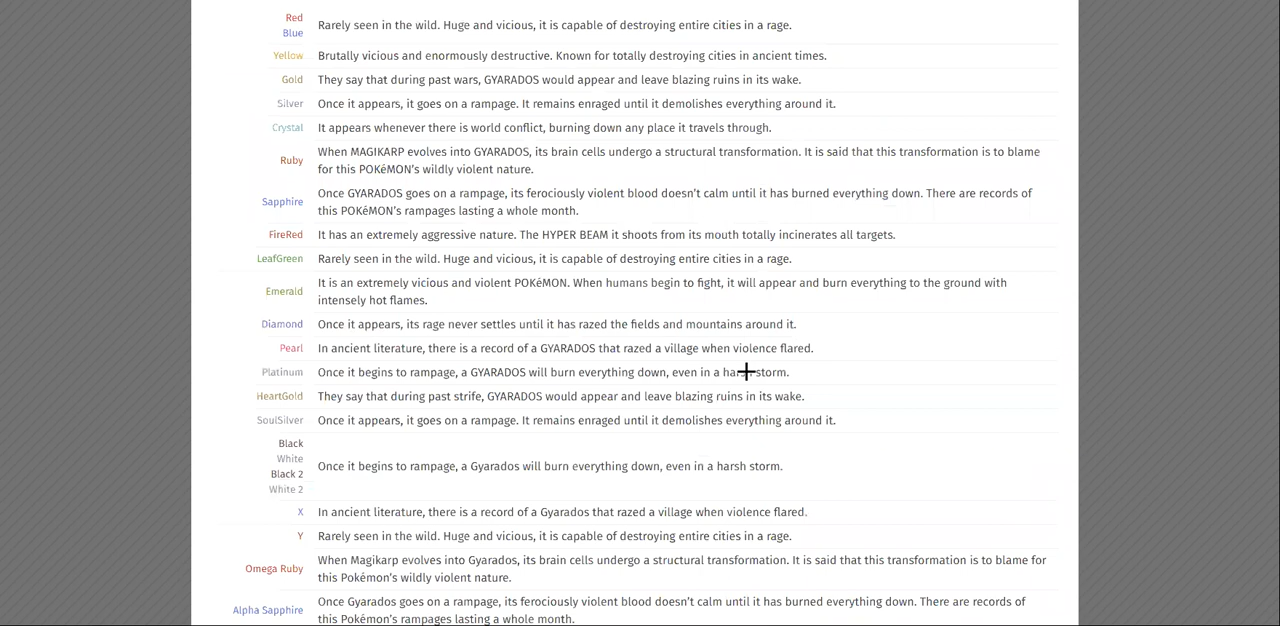 Red
Blue
Rarely seen in the wild. Huge and vicious, it is capable of destroying entire cities in a rage.
Yellow Brutally vicious and enormously destructive. Known for totally destroying cities in ancient times.
Gold They say that during past wars, GYARADOS would appear and leave blazing ruins in its wake.
Silver Once it appears, it goes on a rampage. It remains enraged until it demolishes everything around it.
Crystal It appears whenever there is world conflict, burning down any place it travels through.
Ruby When MAGIKARP evolves into GYARADOS, its brain cells undergo a structural transformation. It is said that this transformation is to blame
for this POKéMON’s wildly violent nature.
Sapphire Once GYARADOS goes on a rampage, its ferociously violent blood doesn’t calm until it has burned everything down. There are records of
this POKéMON’s rampages lasting a whole month.
FireRed It has an extremely aggressive nature. The HYPER BEAM it shoots from its mouth totally incinerates all targets.
LeafGreen Rarely seen in the wild. Huge and vicious, it is capable of destroying entire cities in a rage.
Emerald It is an extremely vicious and violent POKéMON. When humans begin to fight, it will appear and burn everything to the ground with
intensely hot flames.
Diamond Once it appears, its rage never settles until it has razed the fields and mountains around it.
Pearl In ancient literature, there is a record of a GYARADOS that razed a village when violence flared.
Platinum Once it begins to rampage, a GYARADOS will burn everything down, even in a harsh storm.
HeartGold They say that during past strife, GYARADOS would appear and leave blazing ruins in its wake.
SoulSilver Once it appears, it goes on a rampage. It remains enraged until it demolishes everything around it.
Black
White
Black 2
White 2
Once it begins to rampage, a Gyarados will burn everything down, even in a harsh storm.
X In ancient literature, there is a record of a Gyarados that razed a village when violence flared.
Y Rarely seen in the wild. Huge and vicious, it is capable of destroying entire cities in a rage.
Omega Ruby When Magikarp evolves into Gyarados, its brain cells undergo a structural transformation. It is said that this transformation is to blame for
this Pokémon’s wildly violent nature.
Alpha Sapphire Once Gyarados goes on a rampage, its ferociously violent blood doesn’t calm until it has burned everything down. There are records of
this Pokémon’s rampages lasting a whole month.